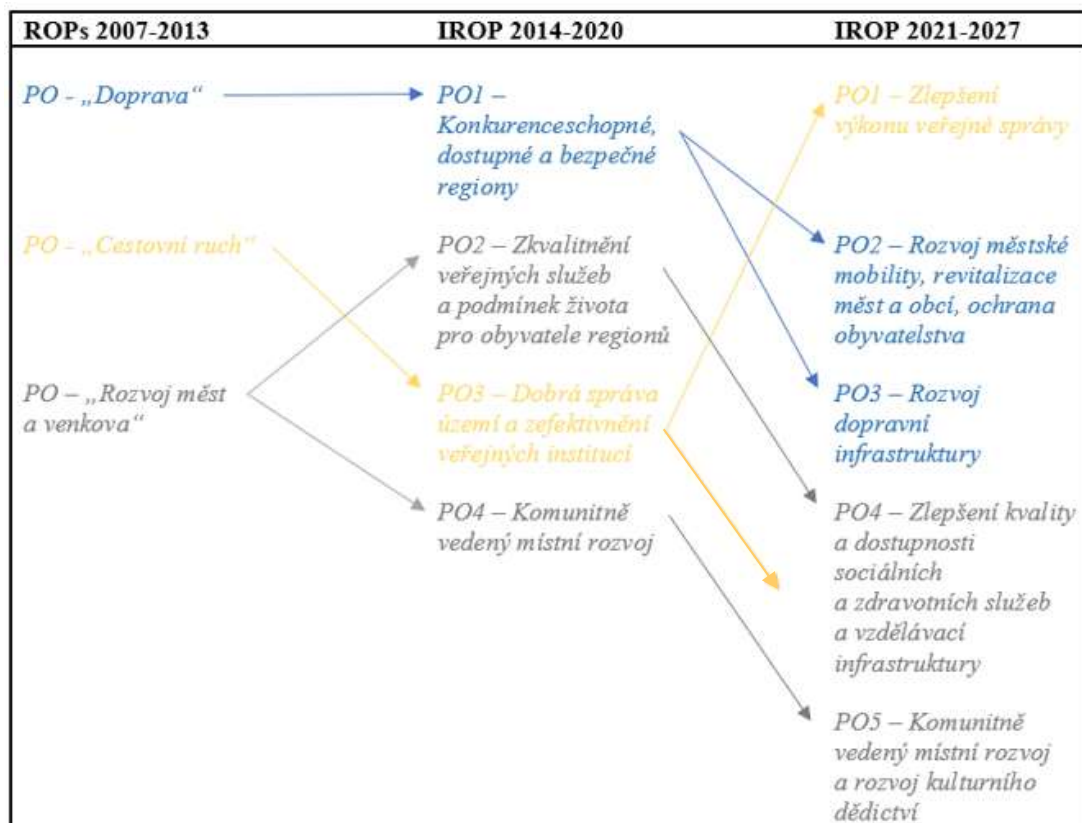 ROPs 2007-2013
IROP 2014-2020
IROP 2021-2027
PO - „Doprava“
PO - „Cestovní ruch“
PO – „Rozvoj měst
a venkova“
PO1 –
Konkurenceschopné,
dostupné a bezpečné
regiony
PO2 – Zkvalitnění
veřejných služeb
a podmínek života
pro obyvatele regionů
PO3 – Dobrá správa
území a zefektivnění
veřejných institucí
PO4 – Komunitně
vedený místní rozvoj
PO1 – Zlepšení
výkonu veřejné správy
PO2 – Rozvoj městské
mobility, revitalizace
měst a obcí, ochrana
obyvatelstva
PO3 – Rozvoj
dopravní
infrastruktury
PO4 – Zlepšení kvality
a dostupnosti
sociálních
a zdravotních služeb
a vzdělávací
infrastruktury
PO5 – Komunitně
vedený místní rozvoj
a rozvoj kulturního
dědictví